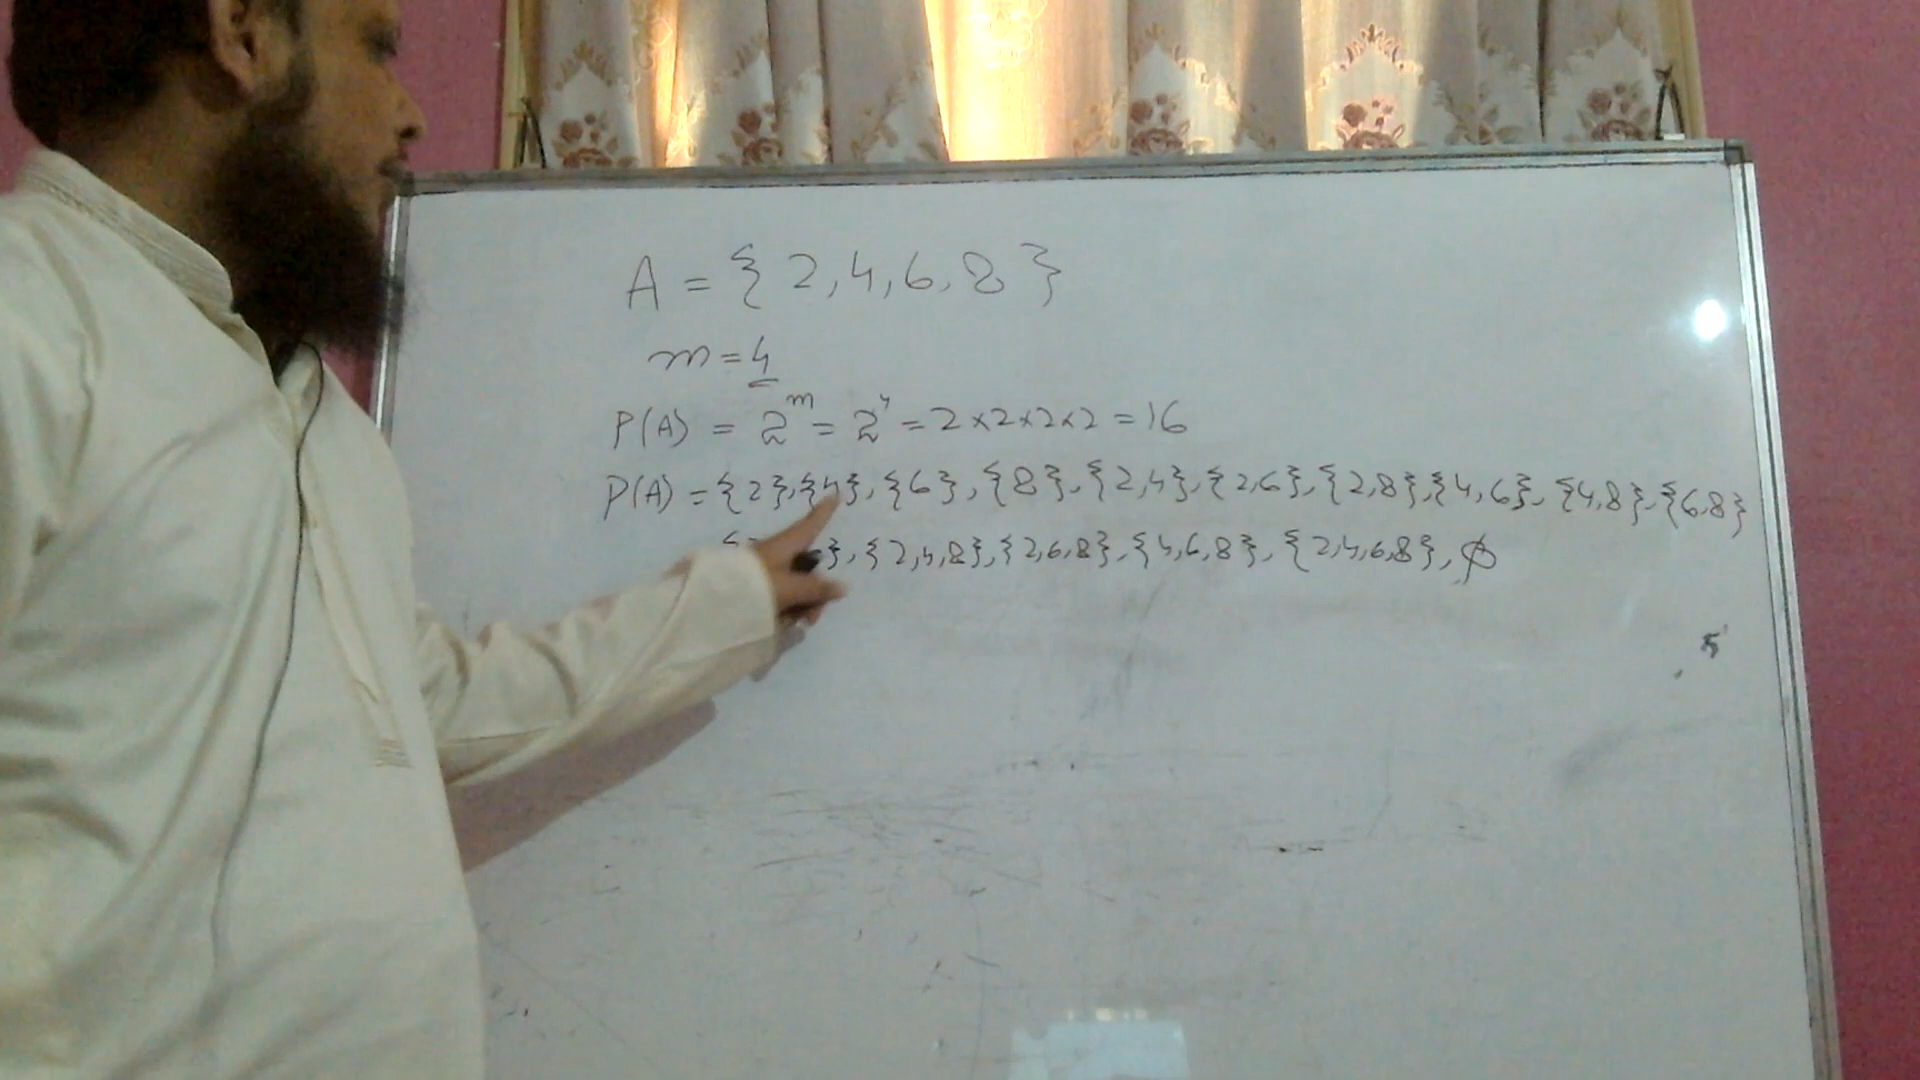 A = { 2,4,6,8 }
m = 4
P(A) = 2^m = 2^4 = 2×2×2×2 = 16
P(A) = {2},{4},{6},{8},{2,4},{2,6},{2,8},{4,6},{4,8},{6,8}
6},{2,4,8},{2,6,8},{4,6,8},{2,4,6,8},φ